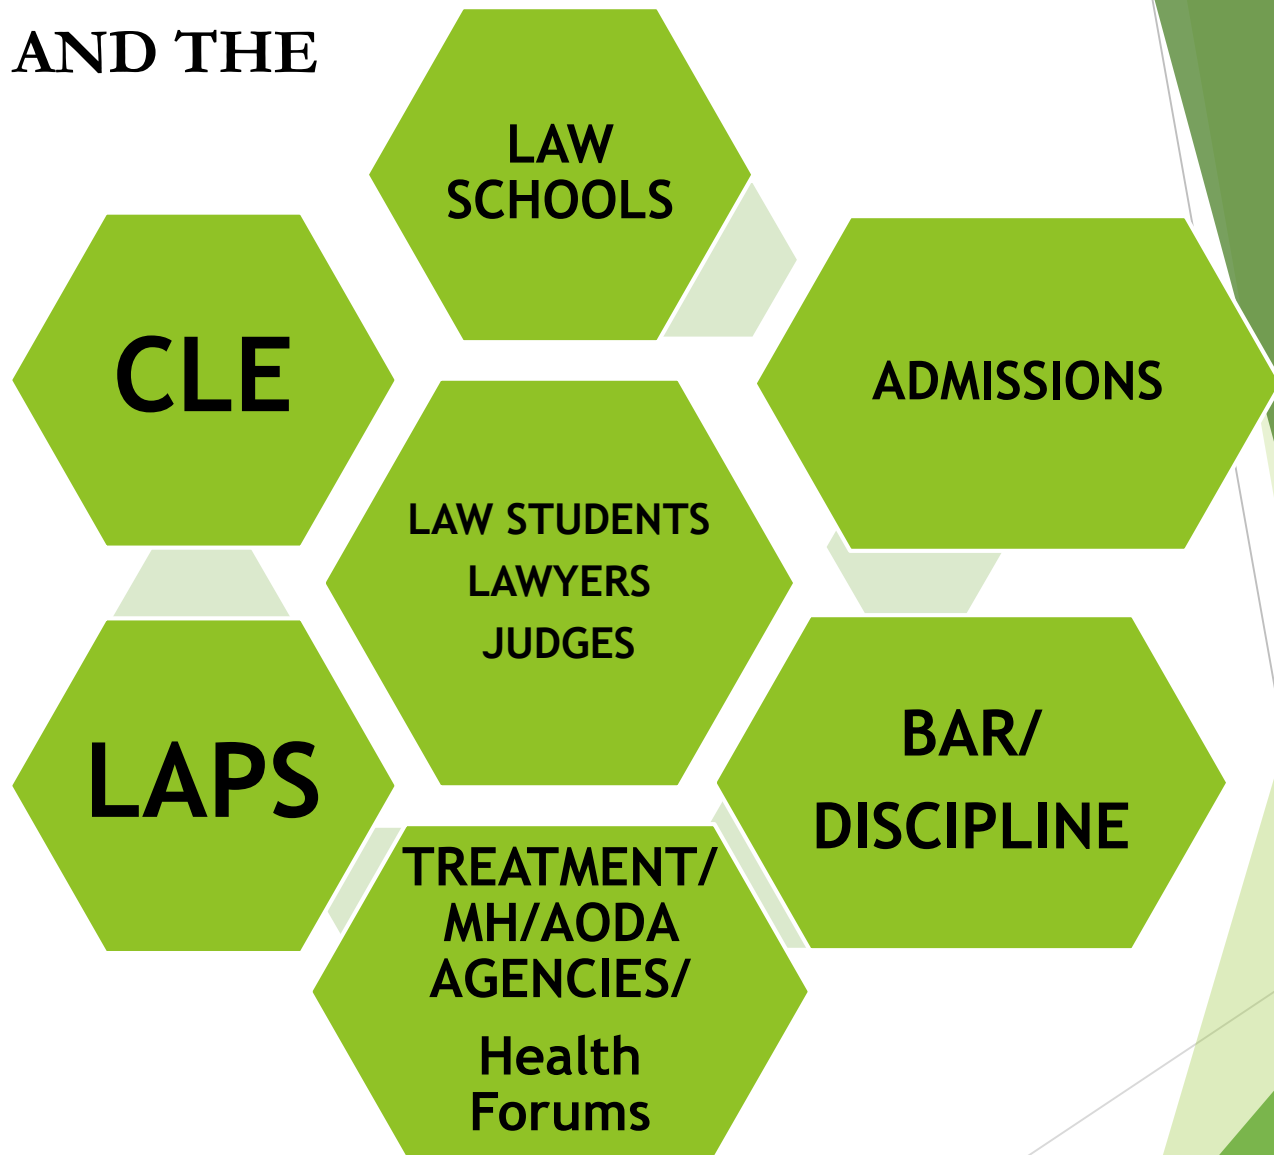 AND THE
LAW
SCHOOLS
CLE
ADMISSIONS
LAW STUDENTS
LAWYERS
JUDGES
LAPS
BAR/
DISCIPLINE
TREATMENT/
MH/AODA
AGENCIES/
Health
Forums